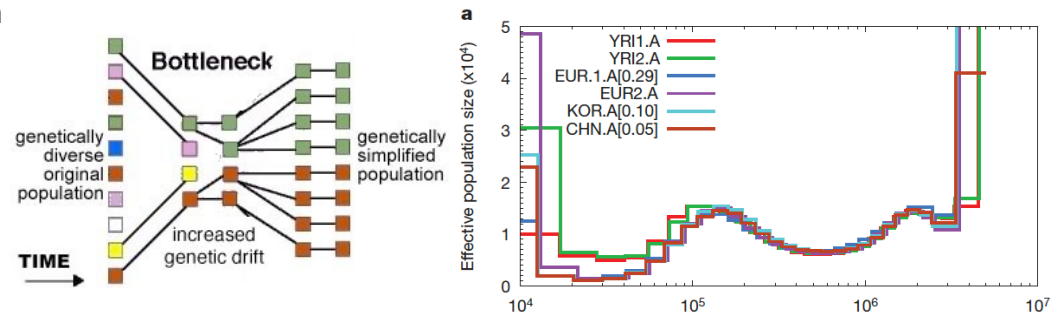 Bottleneck
genetically
diverse
original
population
genetically
simplified
population
increased
genetic drift
TIME
a
Effective population size (x10⁴)
5
4
3
2
1
0
YRI1.A
YRI2.A
EUR.1.A[0.29]
EUR2.A
KOR.A[0.10]
CHN.A[0.05]
10⁴
10⁵
10⁶
10⁷